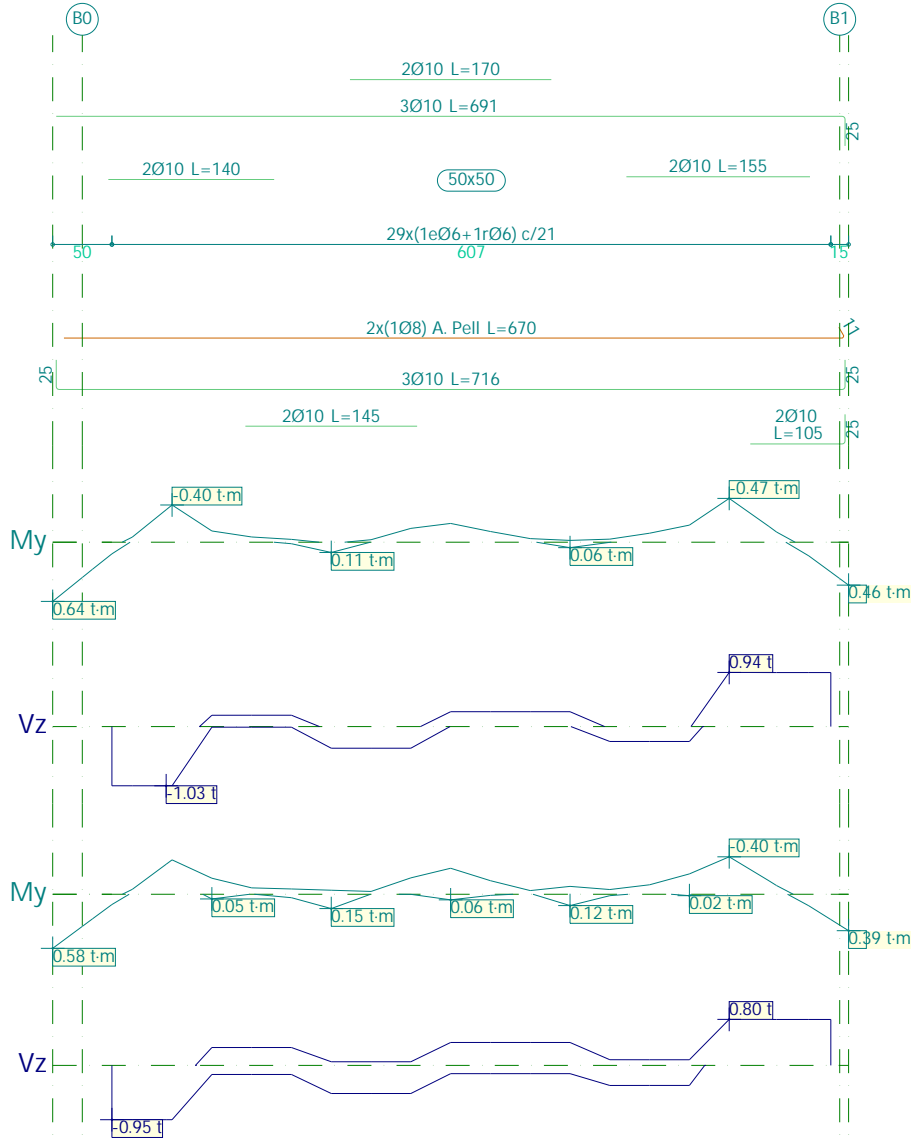 B0 B1
2Ø10 L=170
3Ø10 L=691
25
2Ø10 L=140
50x50
2Ø10 L=155
29x(1eØ6+1rØ6) c/21
50 607 15
2x(1Ø8) A. Pell L=670
17
25
3Ø10 L=716
25
2Ø10 L=145
2Ø10
L=105
25
My
-0.40 t·m
-0.47 t·m
0.11 t·m
0.06 t·m
0.64 t·m
0.46 t·m
Vz
0.94 t
-1.03 t
My
-0.40 t·m
0.05 t·m
0.15 t·m
0.06 t·m
0.12 t·m
0.02 t·m
0.58 t·m
0.39 t·m
Vz
0.80 t
-0.95 t